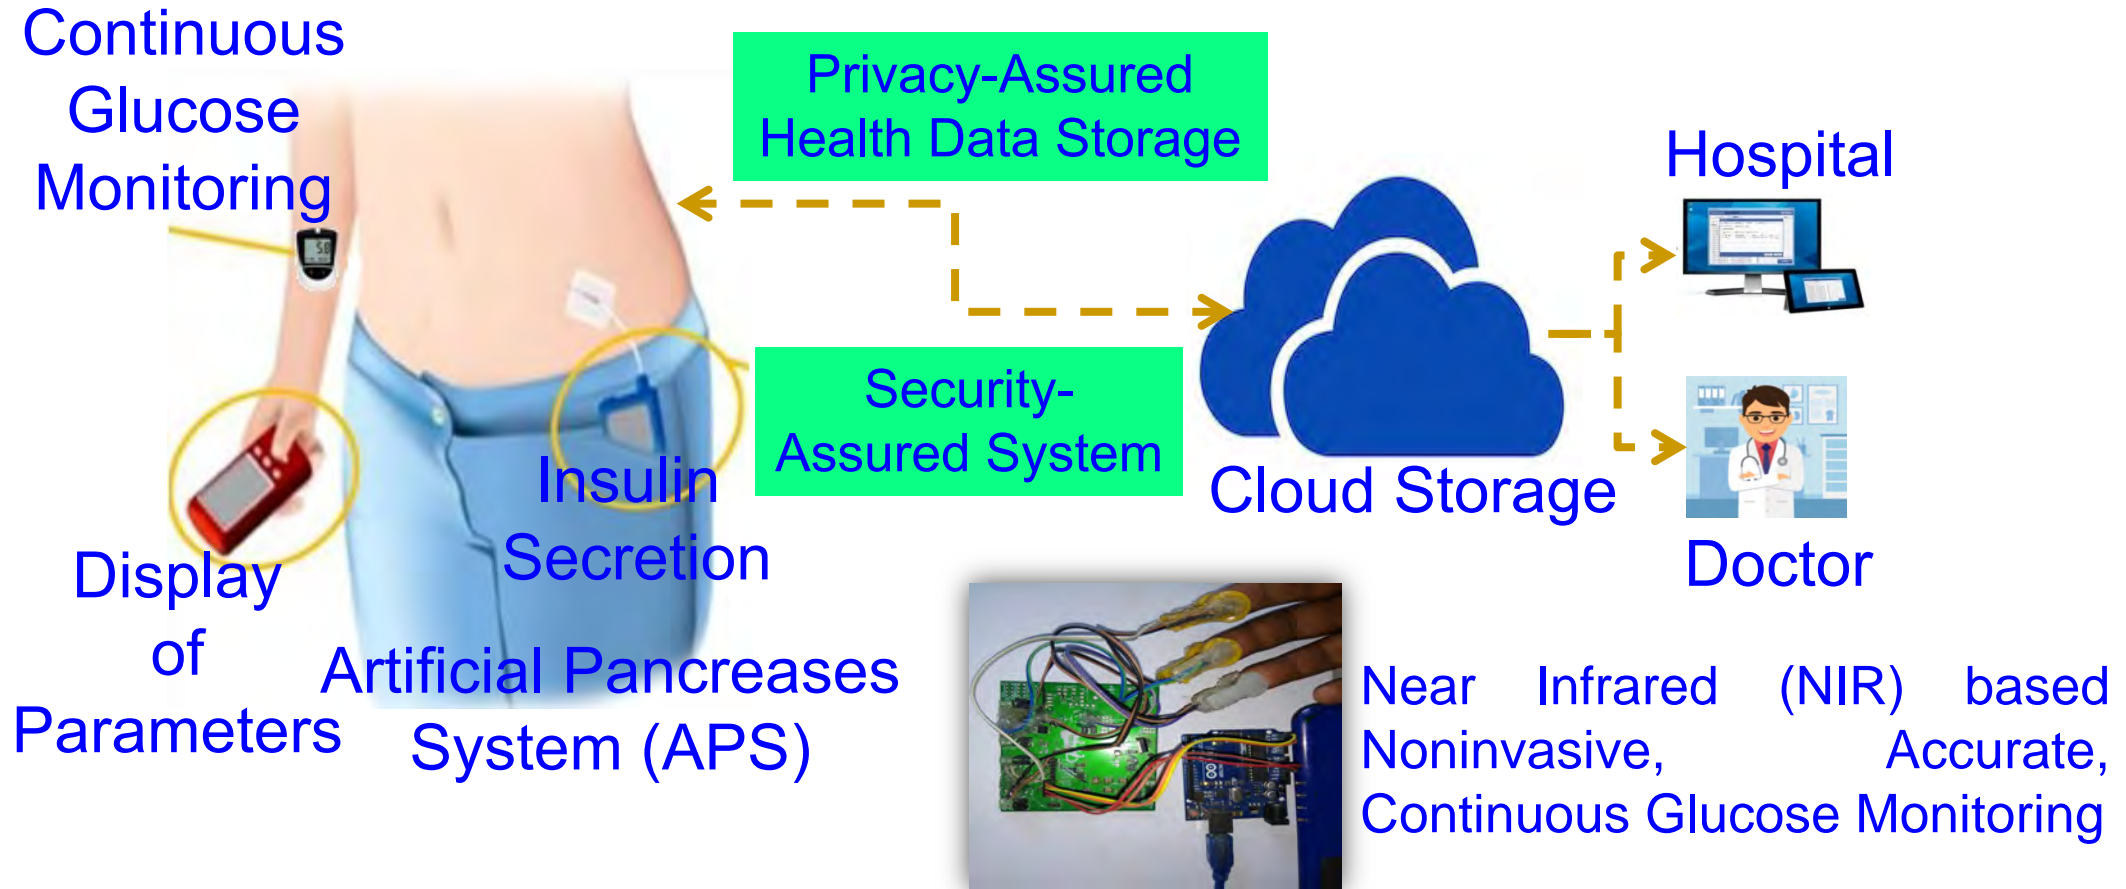 Continuous
Glucose
Monitoring
Privacy-Assured
Health Data Storage
Hospital
Security-
Assured System
Cloud Storage
Doctor
Insulin
Secretion
Display
of
Parameters
Artificial Pancreases
System (APS)
Near Infrared (NIR) based
Noninvasive, Accurate,
Continuous Glucose Monitoring